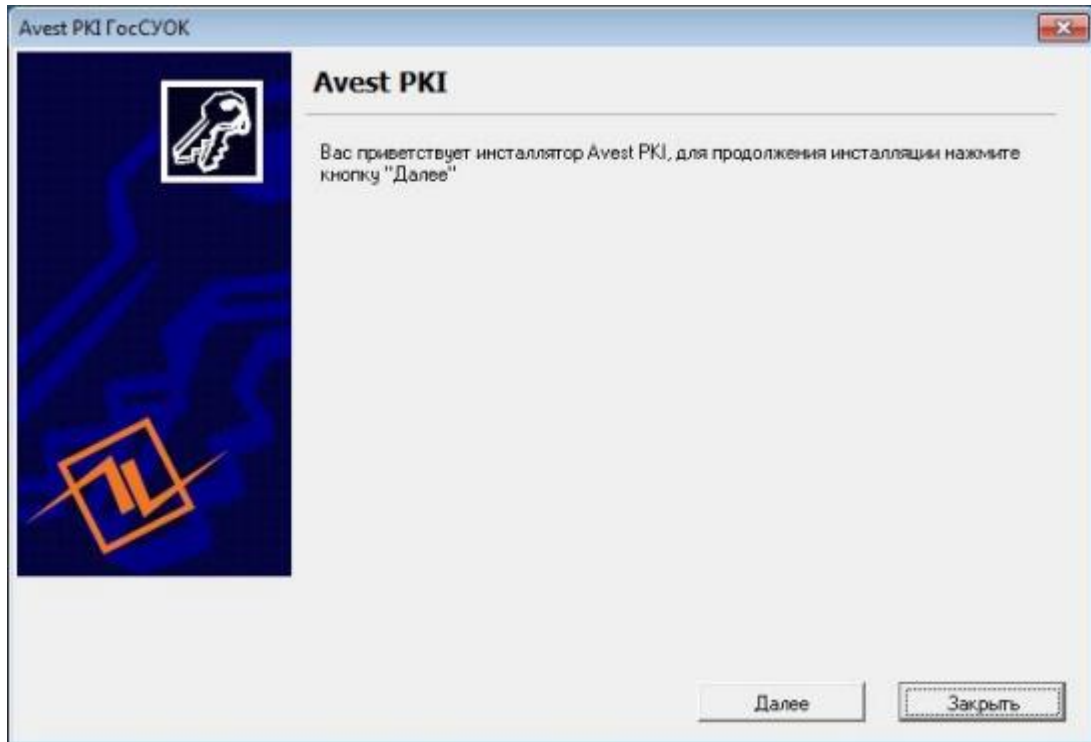 Avest PKI ГосСУОК
Avest PKI
Вас приветствует инсталлятор Avest PKI, для продолжения инсталляции нажмите
кнопку "Далее"
Далее
Закрыть